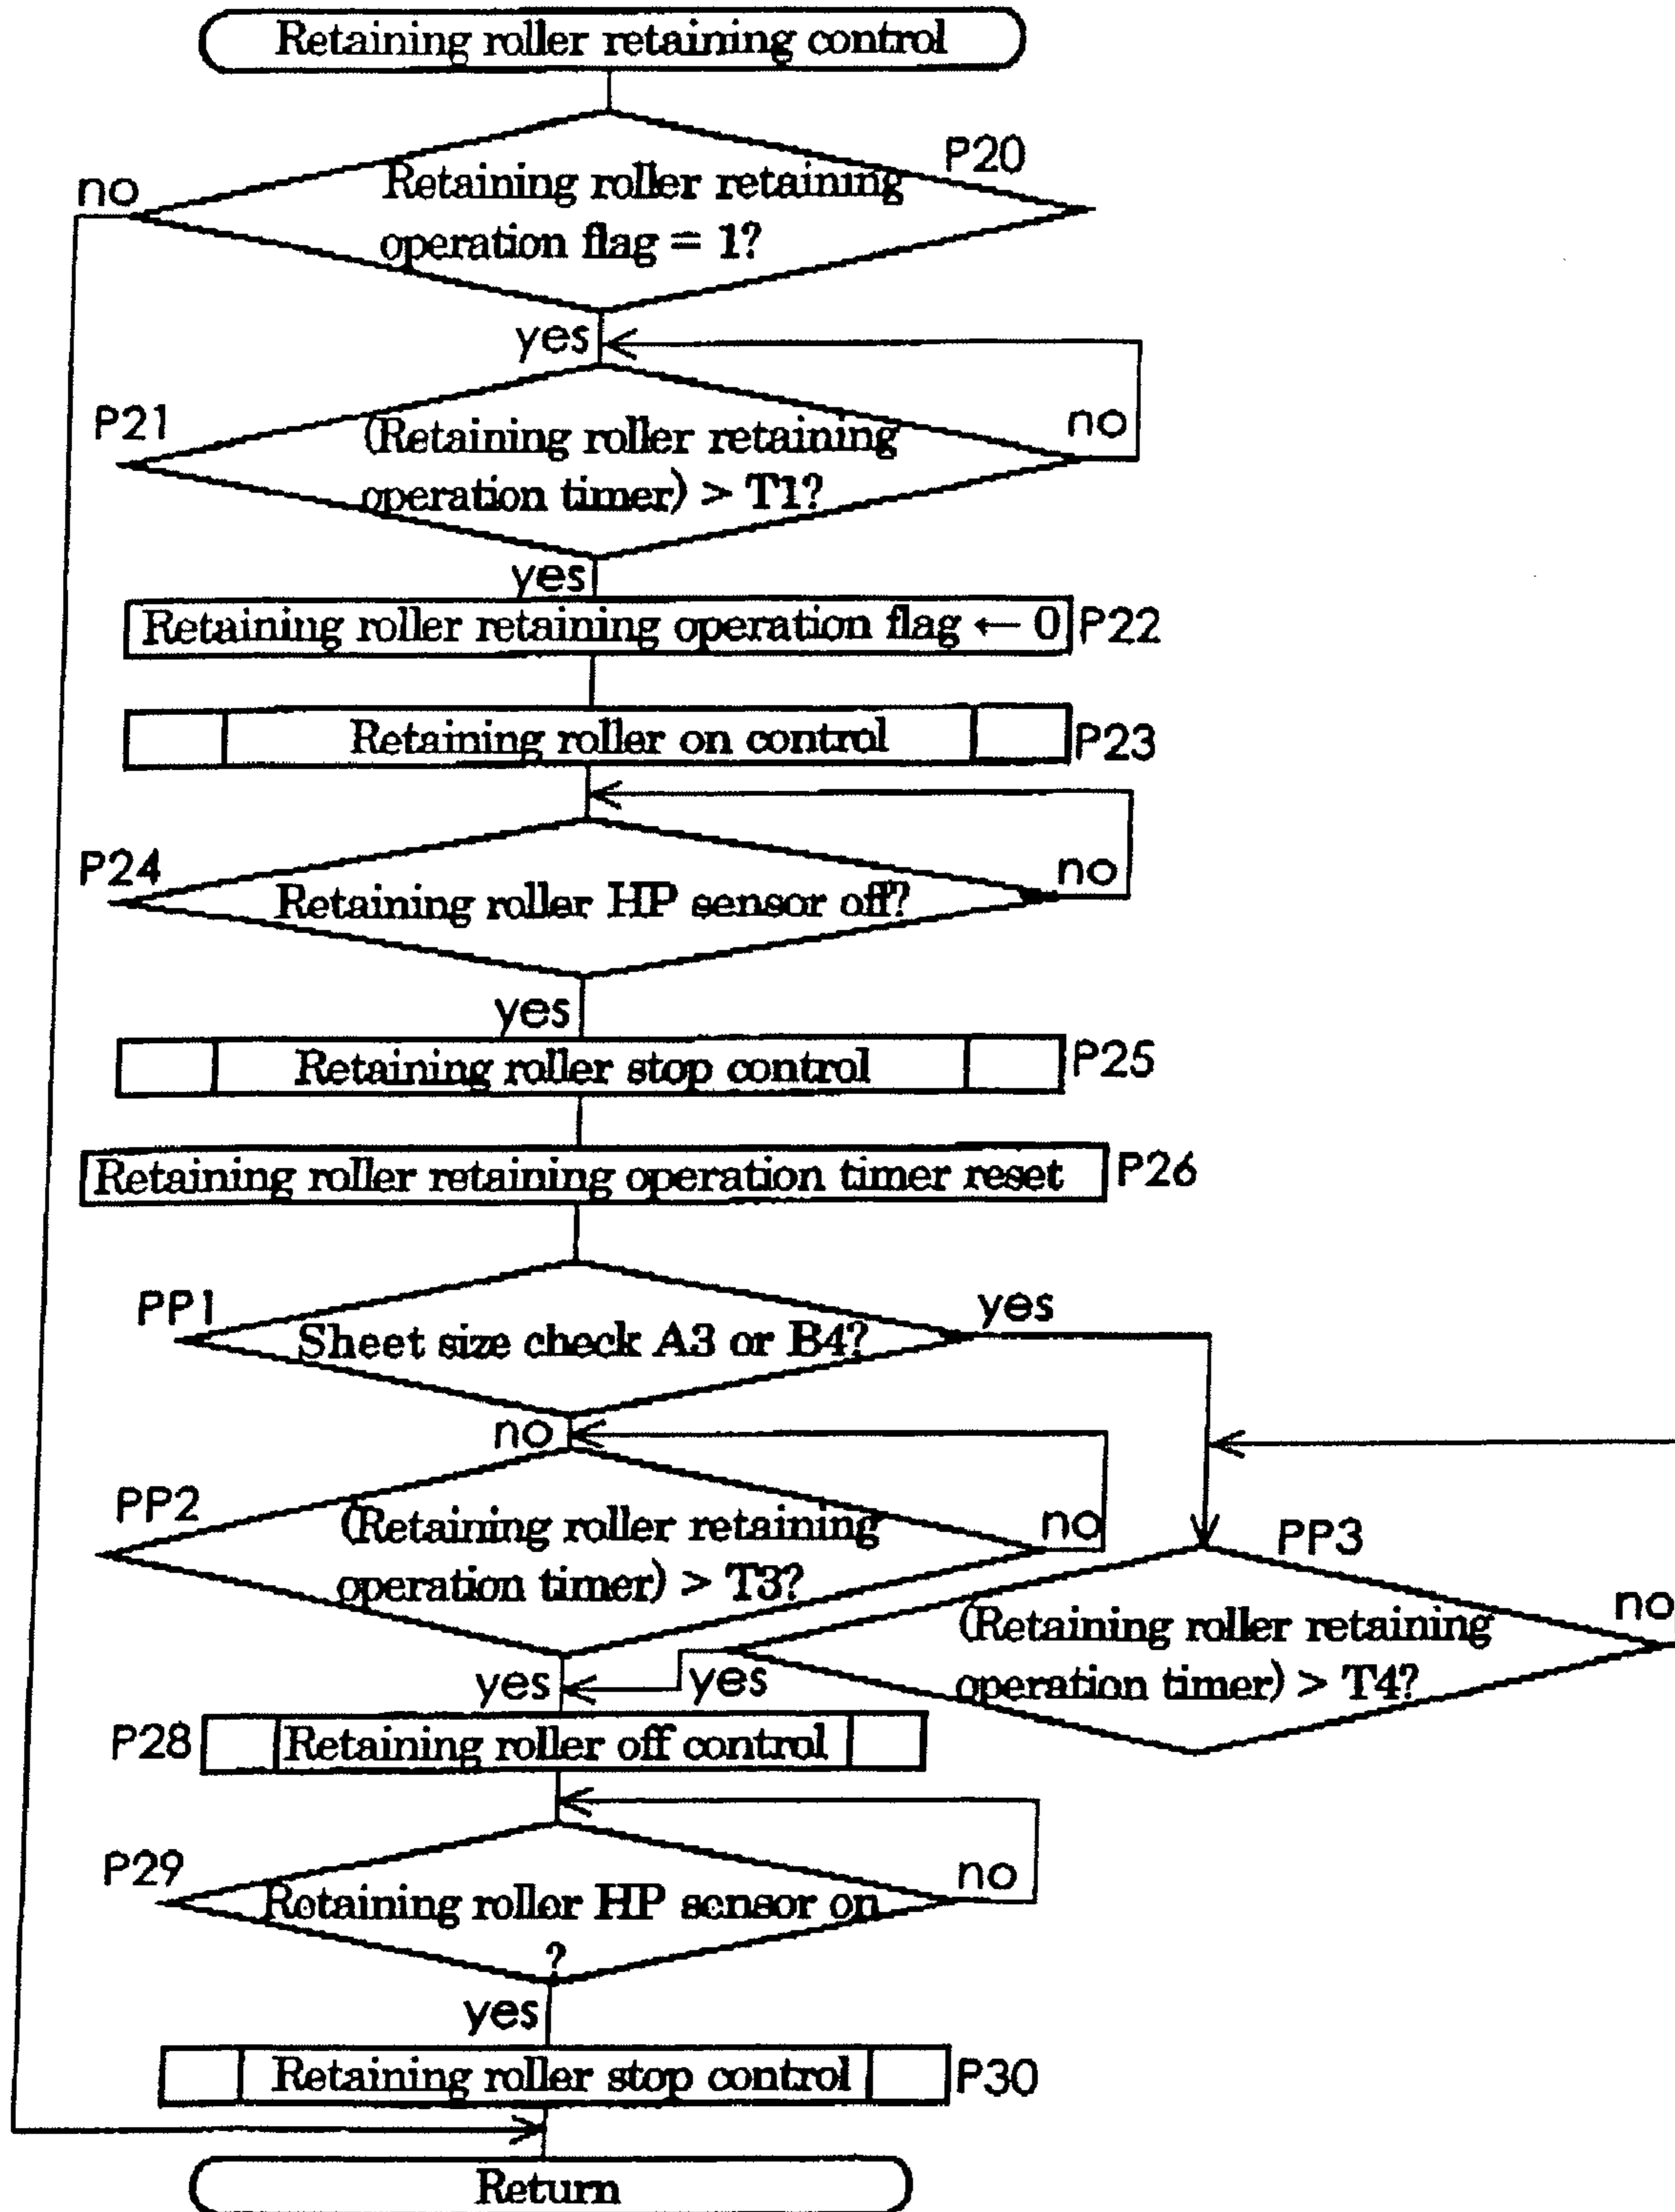 Retaining roller retaining control
P20
no
Retaining roller retaining
operation flag = 1?
yes
P21
no
(Retaining roller retaining
operation timer) > T1?
yes
Retaining roller retaining operation flag ← 0
P22
Retaining roller on control
P23
P24
no
Retaining roller HP sensor off?
yes
Retaining roller stop control
P25
Retaining roller retaining operation timer reset
P26
PP1
yes
Sheet size check A3 or B4?
no
PP2
(Retaining roller retaining
operation timer) > T3?
no
PP3
no
(Retaining roller retaining
operation timer) > T4?
yes
yes
P28
Retaining roller off control
P29
no
Retaining roller HP sensor on
?
yes
Retaining roller stop control
P30
Return